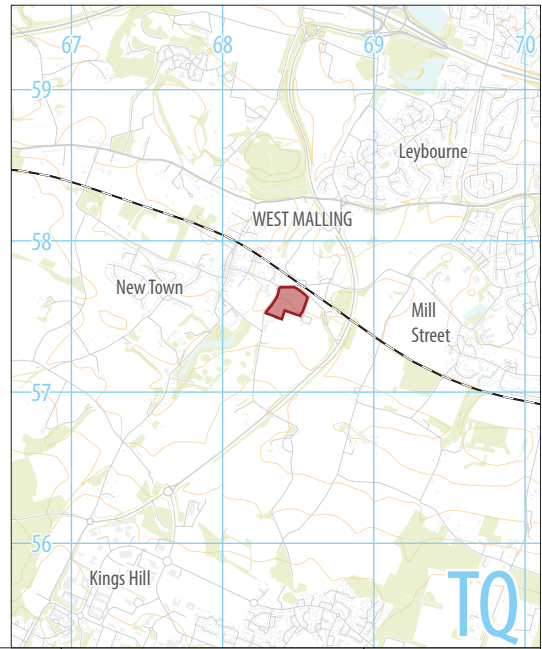 67
68
69
70
59
Leybourne
58
WEST MALLING
New Town
Mill
Street
57
56
Kings Hill
TQ